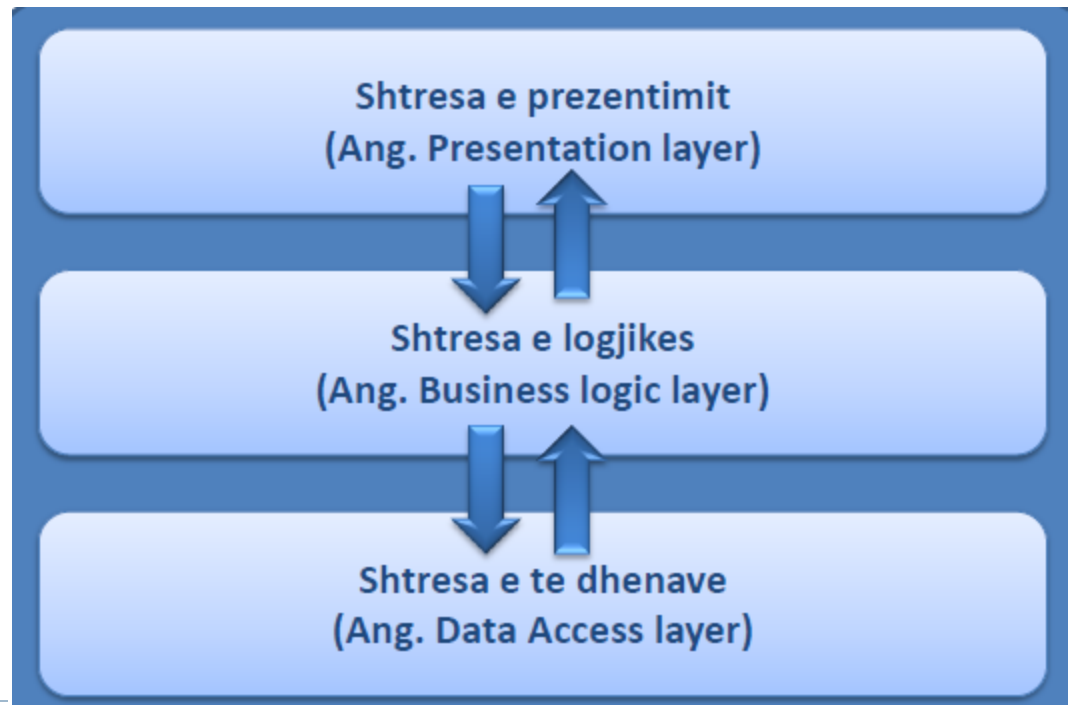 Shtresa e prezentimit
(Ang. Presentation layer)
Shtresa e logjikes
(Ang. Business logic layer)
Shtresa e te dhenave
(Ang. Data Access layer)